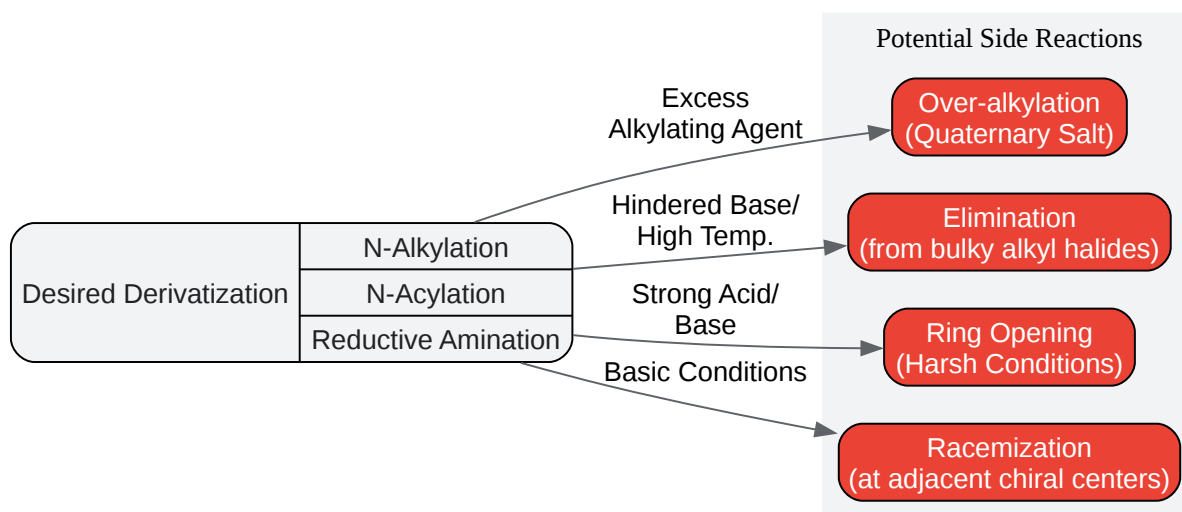 Potential Side Reactions
Excess
Alkylating Agent
Over-alkylation
(Quaternary Salt)
Hindered Base/
High Temp.
Elimination
(from bulky alkyl halides)
Desired Derivatization
N-Alkylation
N-Acylation
Reductive Amination
Strong Acid/
Base
Ring Opening
(Harsh Conditions)
Basic Conditions
Racemization
(at adjacent chiral centers)